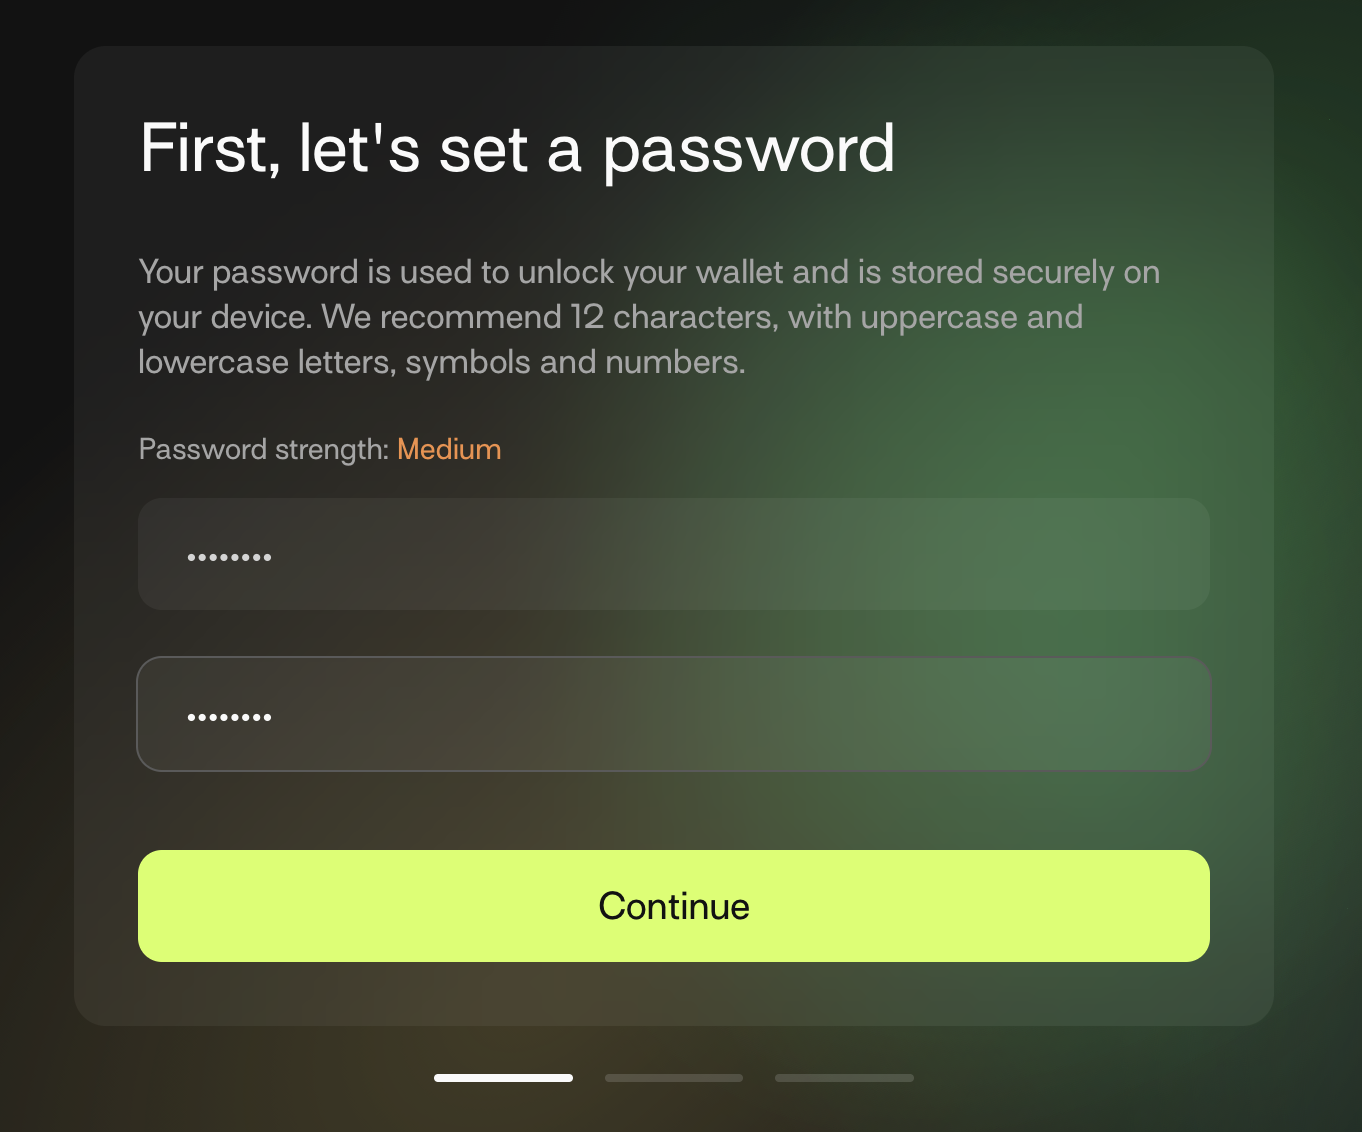 First, let's set a password
Your password is used to unlock your wallet and is stored securely on
your device. We recommend 12 characters, with uppercase and
lowercase letters, symbols and numbers.
Password strength: Medium
••••••••
••••••••
Continue